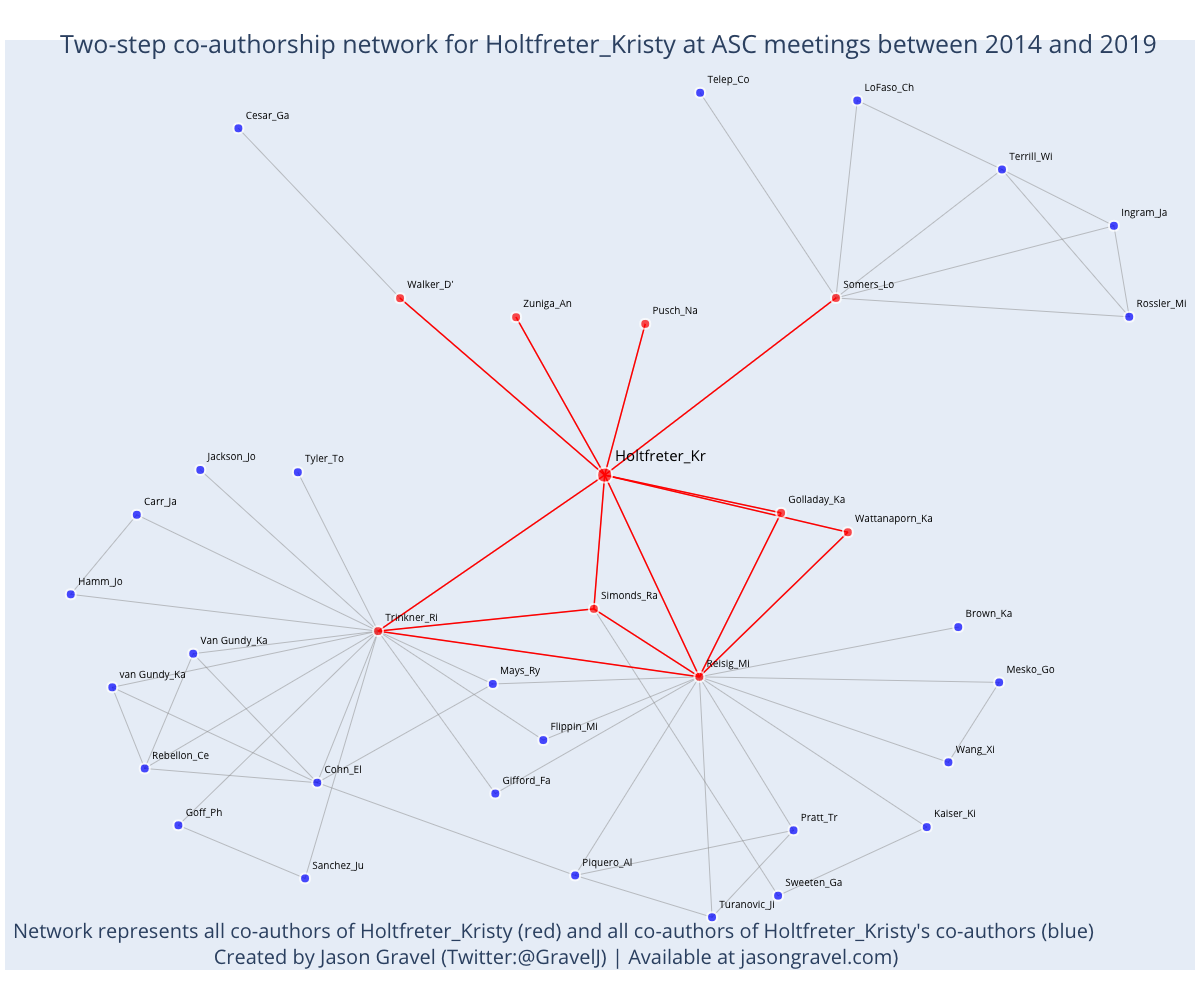 Two-step co-authorship network for Holtfreter_Kristy at ASC meetings between 2014 and 2019
Telep_Co
LoFaso_Ch
Cesar_Ga
Terrill_Wi
Ingram_Ja
Walker_D'
Somers_Lo
Zuniga_An
Pusch_Na
Rossler_Mi
Holtfreter_Kr
Jackson_Jo
Tyler_To
Carr_Ja
Golladay_Ka
Wattanaporn_Ka
Hamm_Jo
Simonds_Ra
Trinkner_Ri
Brown_Ka
Van Gundy_Ka
van Gundy_Ka
Mays_Ry
Reisig_Mi
Mesko_Go
Flippin_Mi
Rebellon_Ce
Wang_Xi
Cohn_El
Gifford_Fa
Goff_Ph
Pratt_Tr
Kaiser_Ki
Sanchez_Ju
Piquero_Al
Sweeten_Ga
Turanovic_Ji
Network represents all co-authors of Holtfreter_Kristy (red) and all co-authors of Holtfreter_Kristy's co-authors (blue)
Created by Jason Gravel (Twitter:@GravelJ) | Available at jasongravel.com)